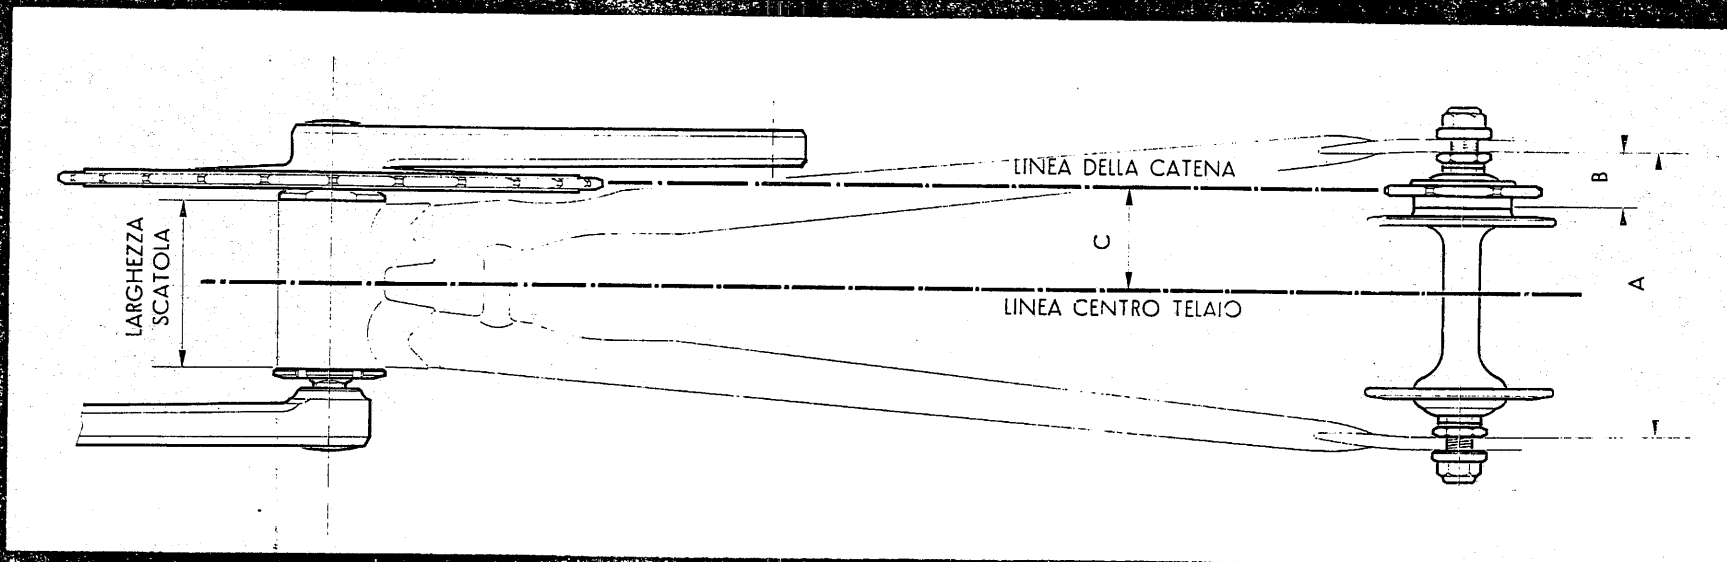 LINEA DELLA CATENA
B
C
A
LARGHEZZA
SCATOLA
LINEA CENTRO TELAIO